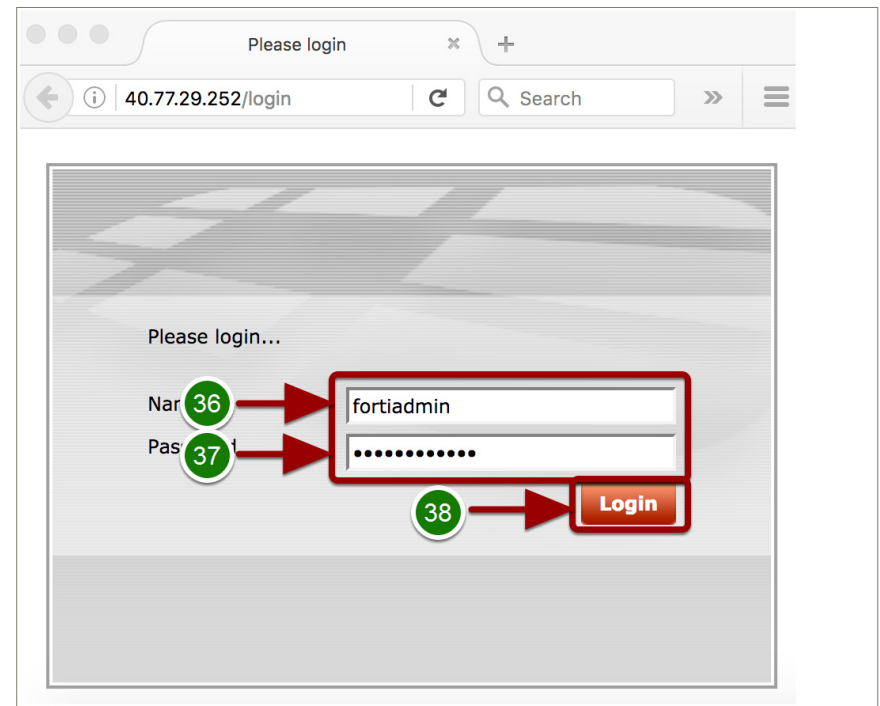 Please login
40.77.29.252/login
Search
Please login...
36
fortiadmin
37
38
Login